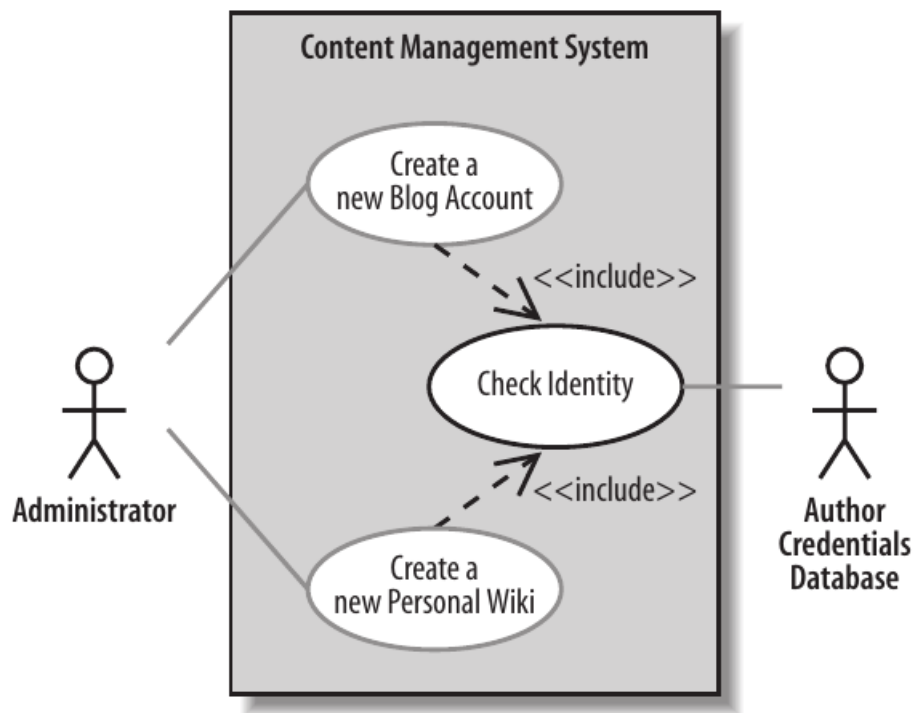 Content Management System
Create a
new Blog Account
<<include>>
Check Identity
<<include>>
Administrator
Author
Credentials
Database
Create a
new Personal Wiki